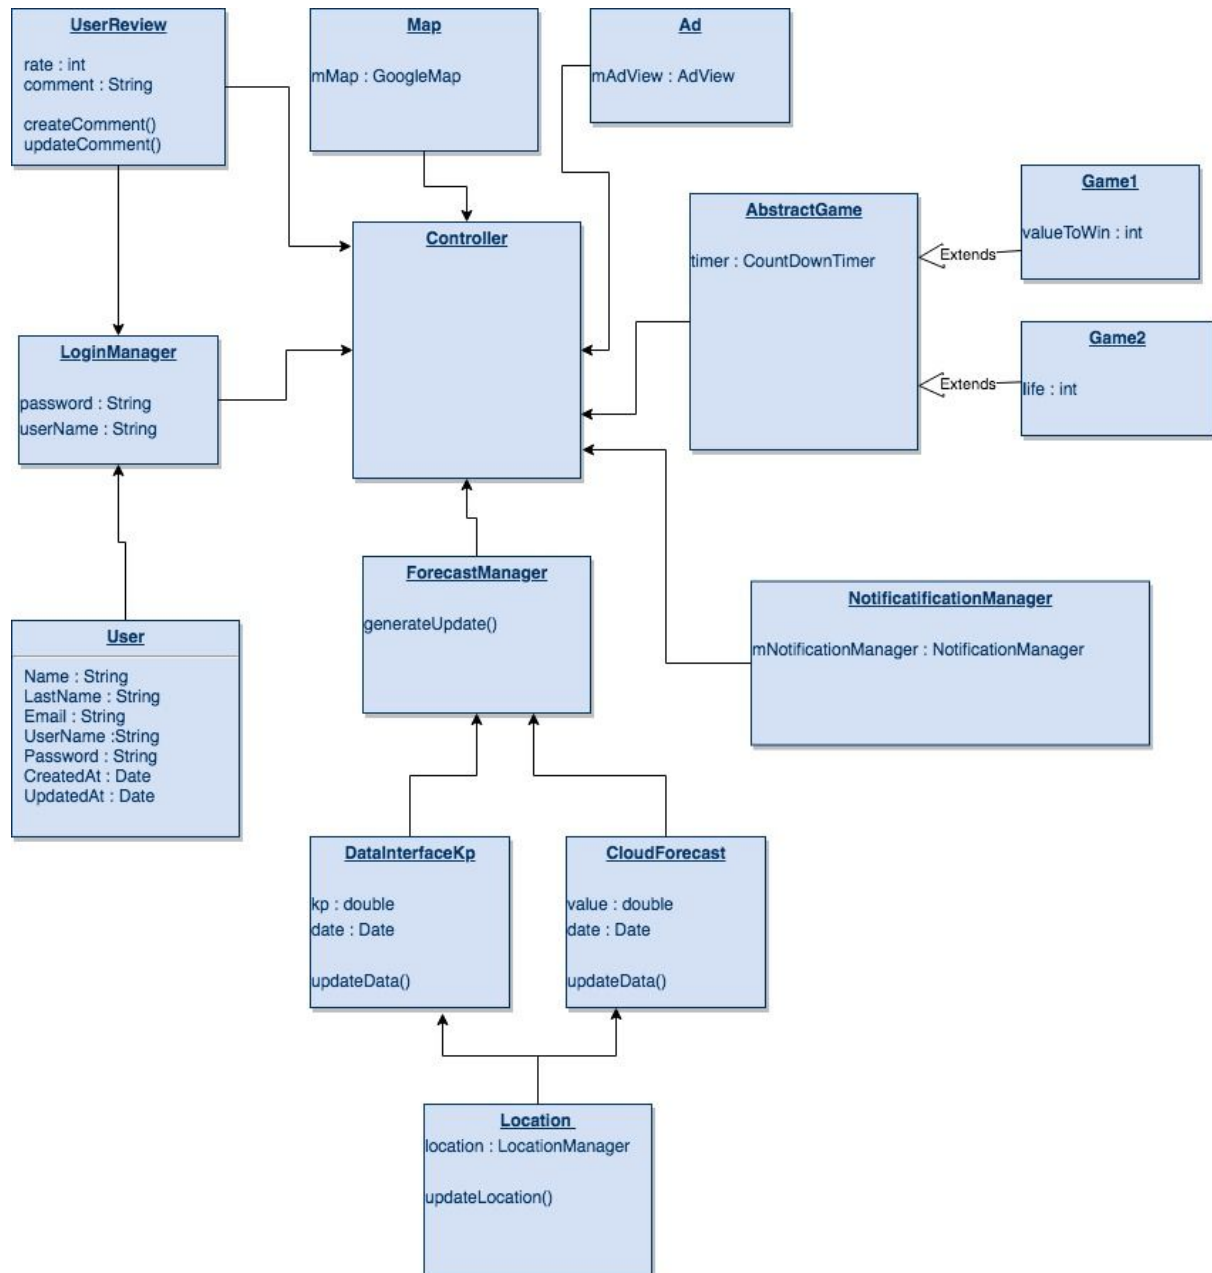 UserReview
rate : int
comment : String
createComment()
updateComment()
Map
mMap : GoogleMap
Ad
mAdView : AdView
Controller
AbstractGame
timer : CountDownTimer
Game1
valueToWin : int
Extends
Game2
life : int
Extends
LoginManager
password : String
userName : String
ForecastManager
generateUpdate()
NotificatificationManager
mNotificationManager : NotificationManager
User
Name : String
LastName : String
Email : String
UserName :String
Password : String
CreatedAt : Date
UpdatedAt : Date
DataInterfaceKp
kp : double
date : Date
updateData()
CloudForecast
value : double
date : Date
updateData()
Location
location : LocationManager
updateLocation()